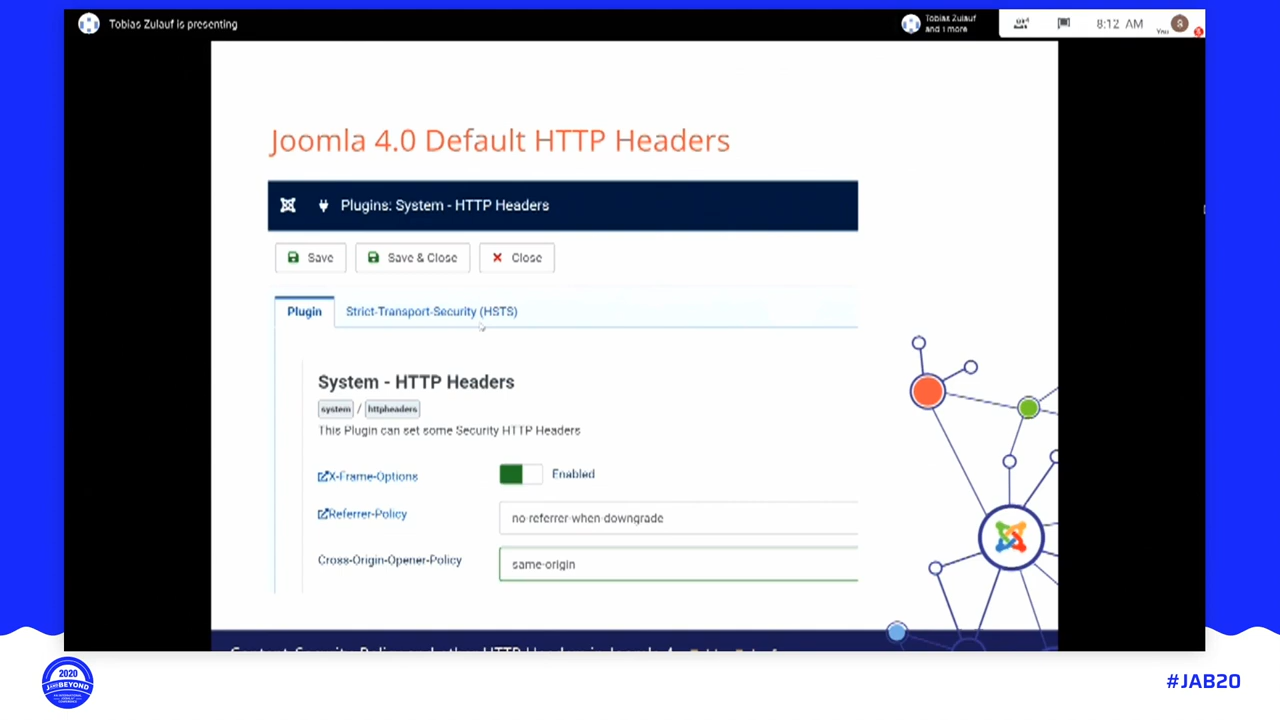 Tobias Zulauf is presenting
Tobias Zulauf
and 1 more
8:12 AM
You
S
Joomla 4.0 Default HTTP Headers
Plugins: System - HTTP Headers
Save
Save & Close
Close
Plugin
Strict-Transport-Security (HSTS)
System - HTTP Headers
system / httpheaders
This Plugin can set some Security HTTP Headers
X-Frame-Options
Enabled
Referrer-Policy
no-referrer-when-downgrade
Cross-Origin-Opener-Policy
same-origin
2020
BEYOND
#JAB20